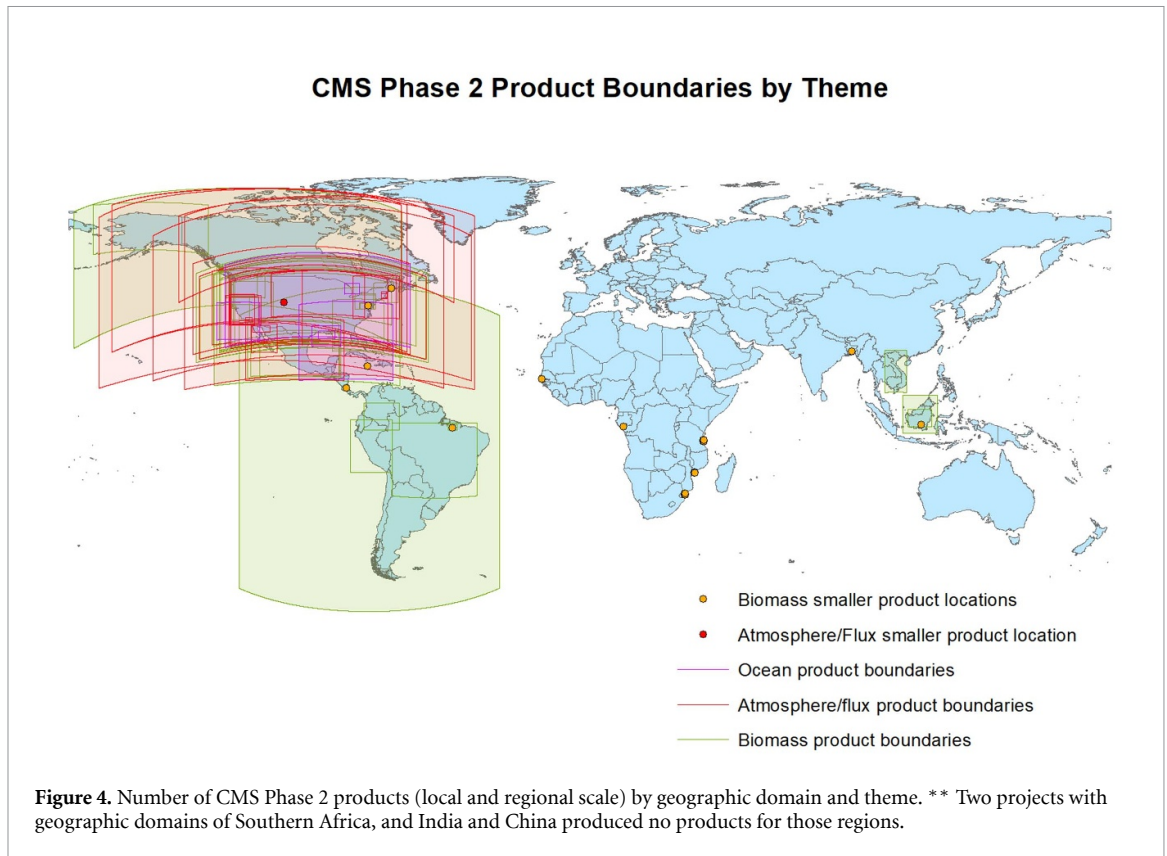 CMS Phase 2 Product Boundaries by Theme
Biomass smaller product locations
Atmosphere/Flux smaller product location
Ocean product boundaries
Atmosphere/flux product boundaries
Biomass product boundaries
Figure 4. Number of CMS Phase 2 products (local and regional scale) by geographic domain and theme. ** Two projects with
geographic domains of Southern Africa, and India and China produced no products for those regions.